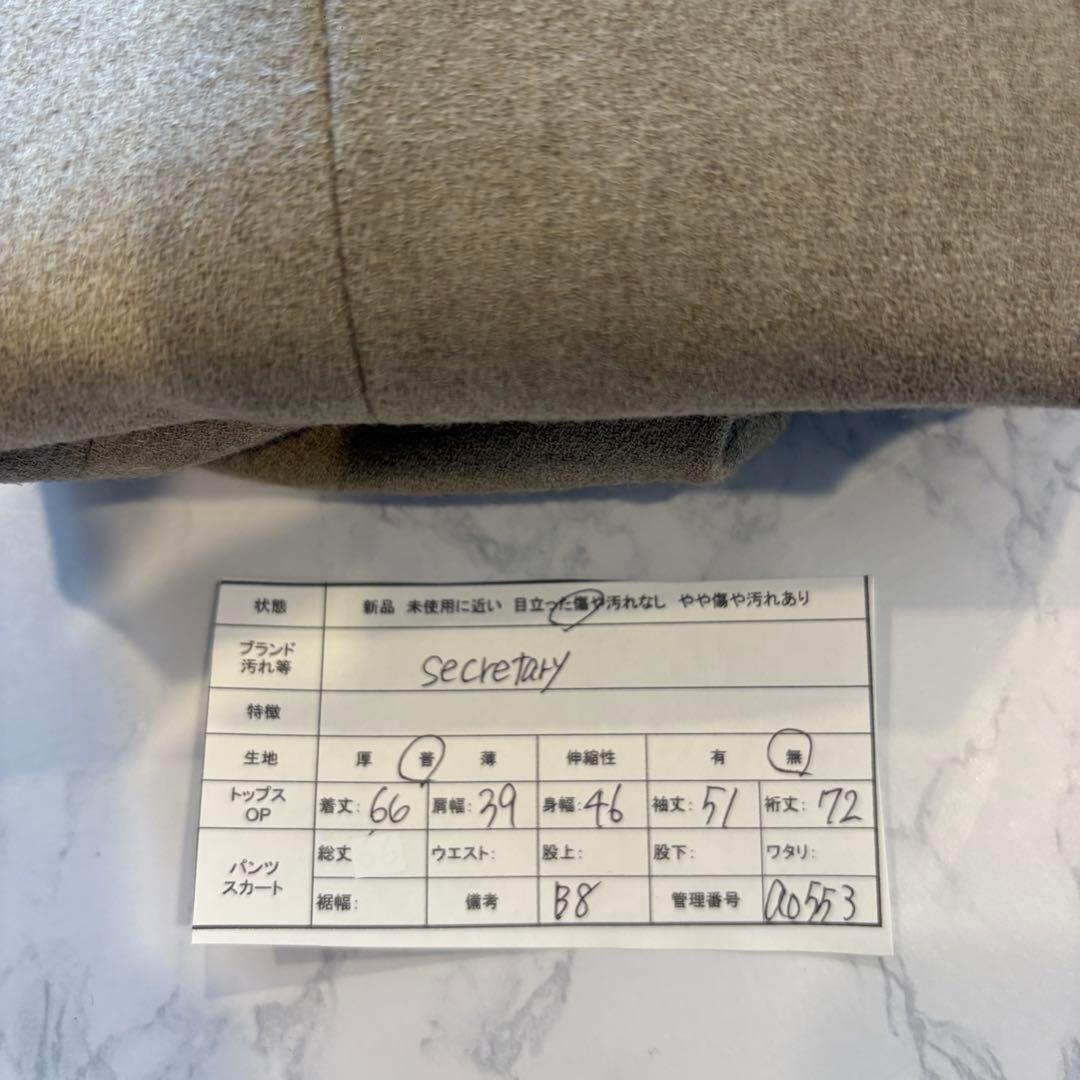 状態 新品 未使用に近い 目立った傷や汚れなし やや傷や汚れあり
ブランド
汚れ等 secretary
特徴
生地 厚 普 薄 伸縮性 有 無
トップス
OP 着丈: 66 肩幅: 39 身幅: 46 袖丈: 51 裄丈: 72
パンツ
スカート 総丈 ウエスト: 股上: 股下: ワタリ:
裾幅: 備考 B8 管理番号 a0553